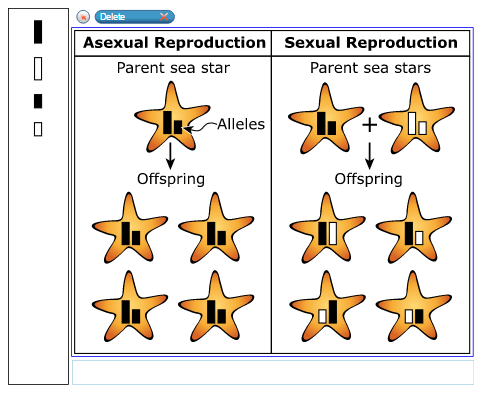 Delete
Asexual Reproduction
Sexual Reproduction
Parent sea star
Parent sea stars
Alleles
+
Offspring
Offspring